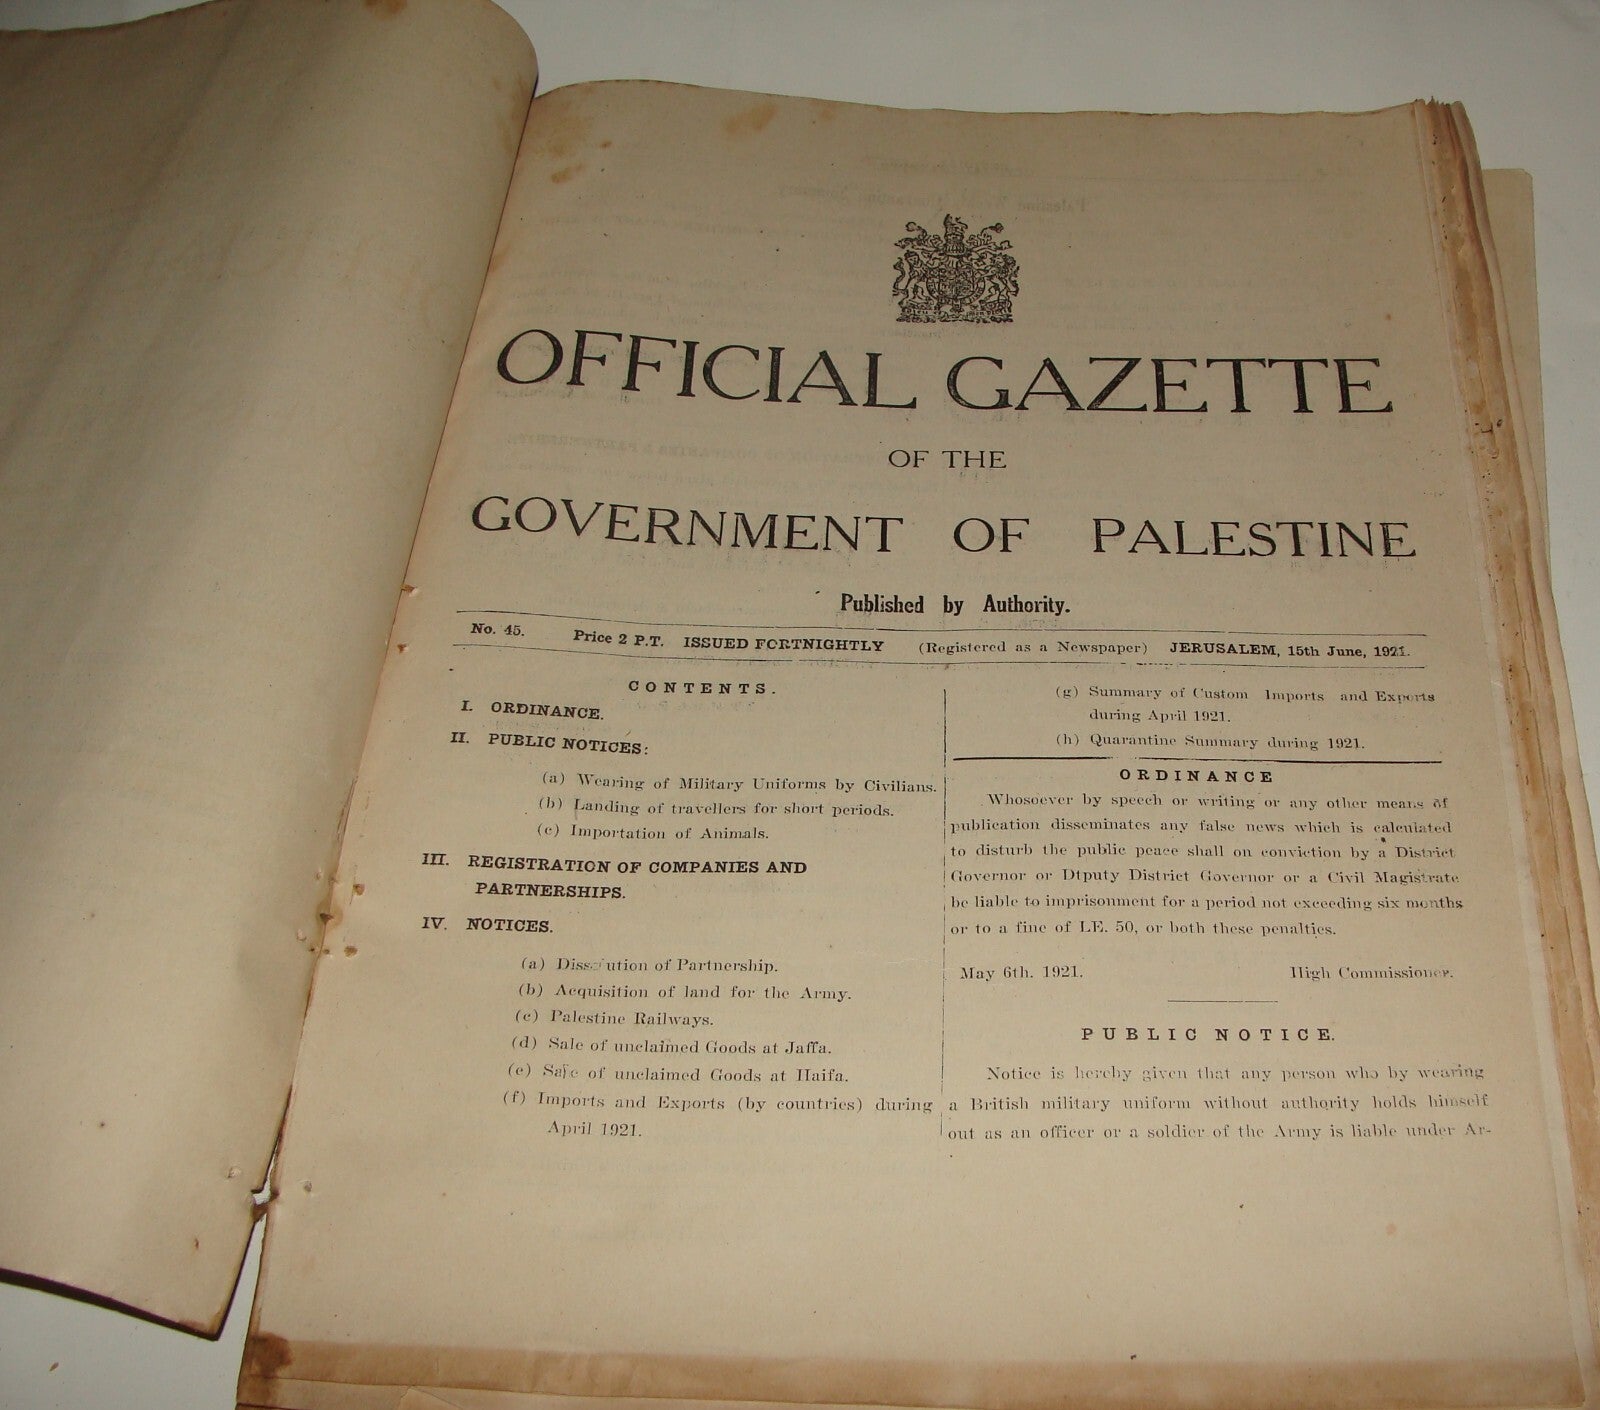 OFFICIAL GAZETTE
OF THE
GOVERNMENT OF PALESTINE
Published by Authority.
No. 45. Price 2 P.T. ISSUED FORTNIGHTLY (Registered as a Newspaper) JERUSALEM, 15th June, 1921.
CONTENTS.
I. ORDINANCE.
II. PUBLIC NOTICES:
(a) Wearing of Military Uniforms by Civilians.
(b) Landing of travellers for short periods.
(c) Importation of Animals.
III. REGISTRATION OF COMPANIES AND
PARTNERSHIPS.
IV. NOTICES.
(a) Dissolution of Partnership.
(b) Acquisition of land for the Army.
(c) Palestine Railways.
(d) Sale of unclaimed Goods at Jaffa.
(e) Sale of unclaimed Goods at Haifa.
(f) Imports and Exports (by countries) during
April 1921.
(g) Summary of Custom Imports and Exports
during April 1921.
(h) Quarantine Summary during 1921.
ORDINANCE
Whosoever by speech or writing or any other means of
publication disseminates any false news which is calculated
to disturb the public peace shall on conviction by a District
Governor or Dtputy District Governor or a Civil Magistrate
be liable to imprisonment for a period not exceeding six months
or to a fine of LE. 50, or both these penalties.
May 6th. 1921. High Commissioner.
PUBLIC NOTICE.
Notice is hereby given that any person who by wearing
a British military uniform without authority holds himself
out as an officer or a soldier of the Army is liable under Ar-